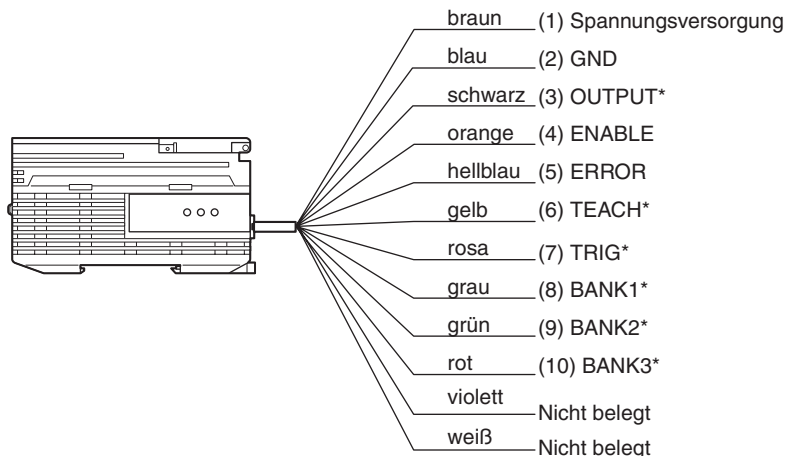 braun (1) Spannungsversorgung
blau (2) GND
schwarz (3) OUTPUT*
orange (4) ENABLE
hellblau (5) ERROR
gelb (6) TEACH*
rosa (7) TRIG*
grau (8) BANK1*
grün (9) BANK2*
rot (10) BANK3*
violett Nicht belegt
weiß Nicht belegt